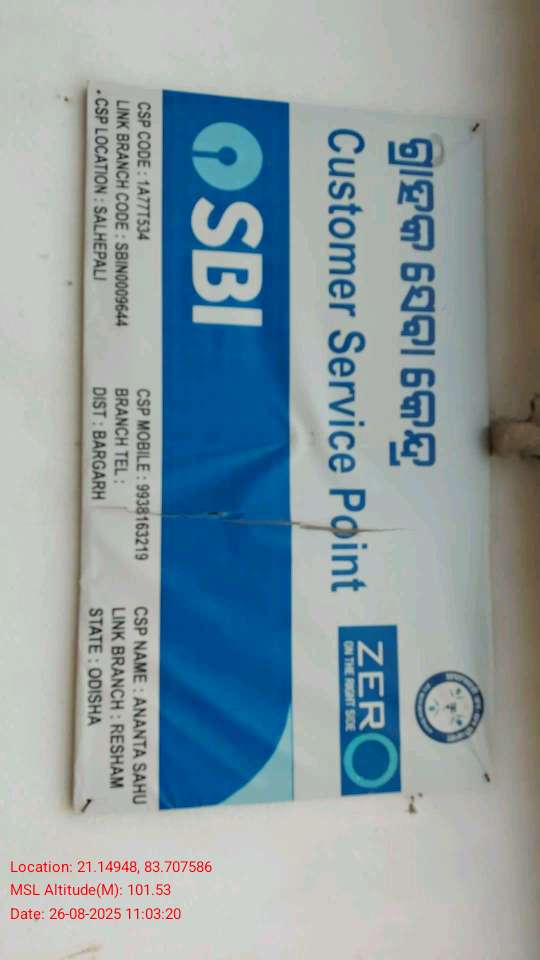 ଗ୍ରାହକ ସେବା କେନ୍ଦ୍ର
Customer Service Point
ZERO
ON THE RIGHT SIDE
SBI
CSP CODE : 1A77T534
CSP MOBILE : 9938163219
CSP NAME : ANANTA SAHU
LINK BRANCH CODE : SBIN0009644
BRANCH TEL :
LINK BRANCH : RESHAM
CSP LOCATION : SALHEPALI
DIST : BARGARH
STATE : ODISHA
Location: 21.14948, 83.707586
MSL Altitude(M): 101.53
Date: 26-08-2025 11:03:20